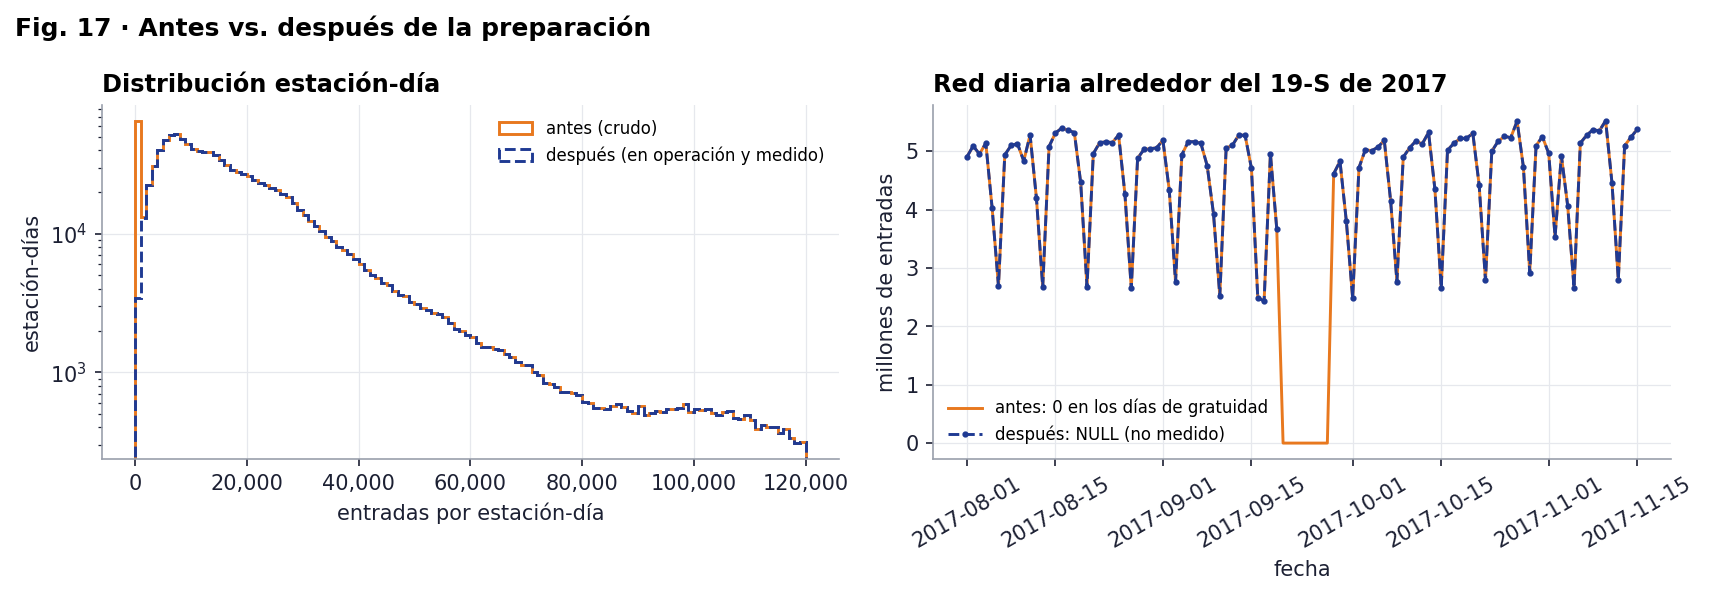 Fig. 17 · Antes vs. después de la preparación
Distribución estación-día
antes (crudo)
después (en operación y medido)
estación-días
10⁴
10³
0
20,000
40,000
60,000
80,000
100,000
120,000
entradas por estación-día
Red diaria alrededor del 19-S de 2017
millones de entradas
5
4
3
2
1
0
antes: 0 en los días de gratuidad
después: NULL (no medido)
2017-08-01
2017-08-15
2017-09-01
2017-09-15
2017-10-01
2017-10-15
2017-11-01
2017-11-15
fecha